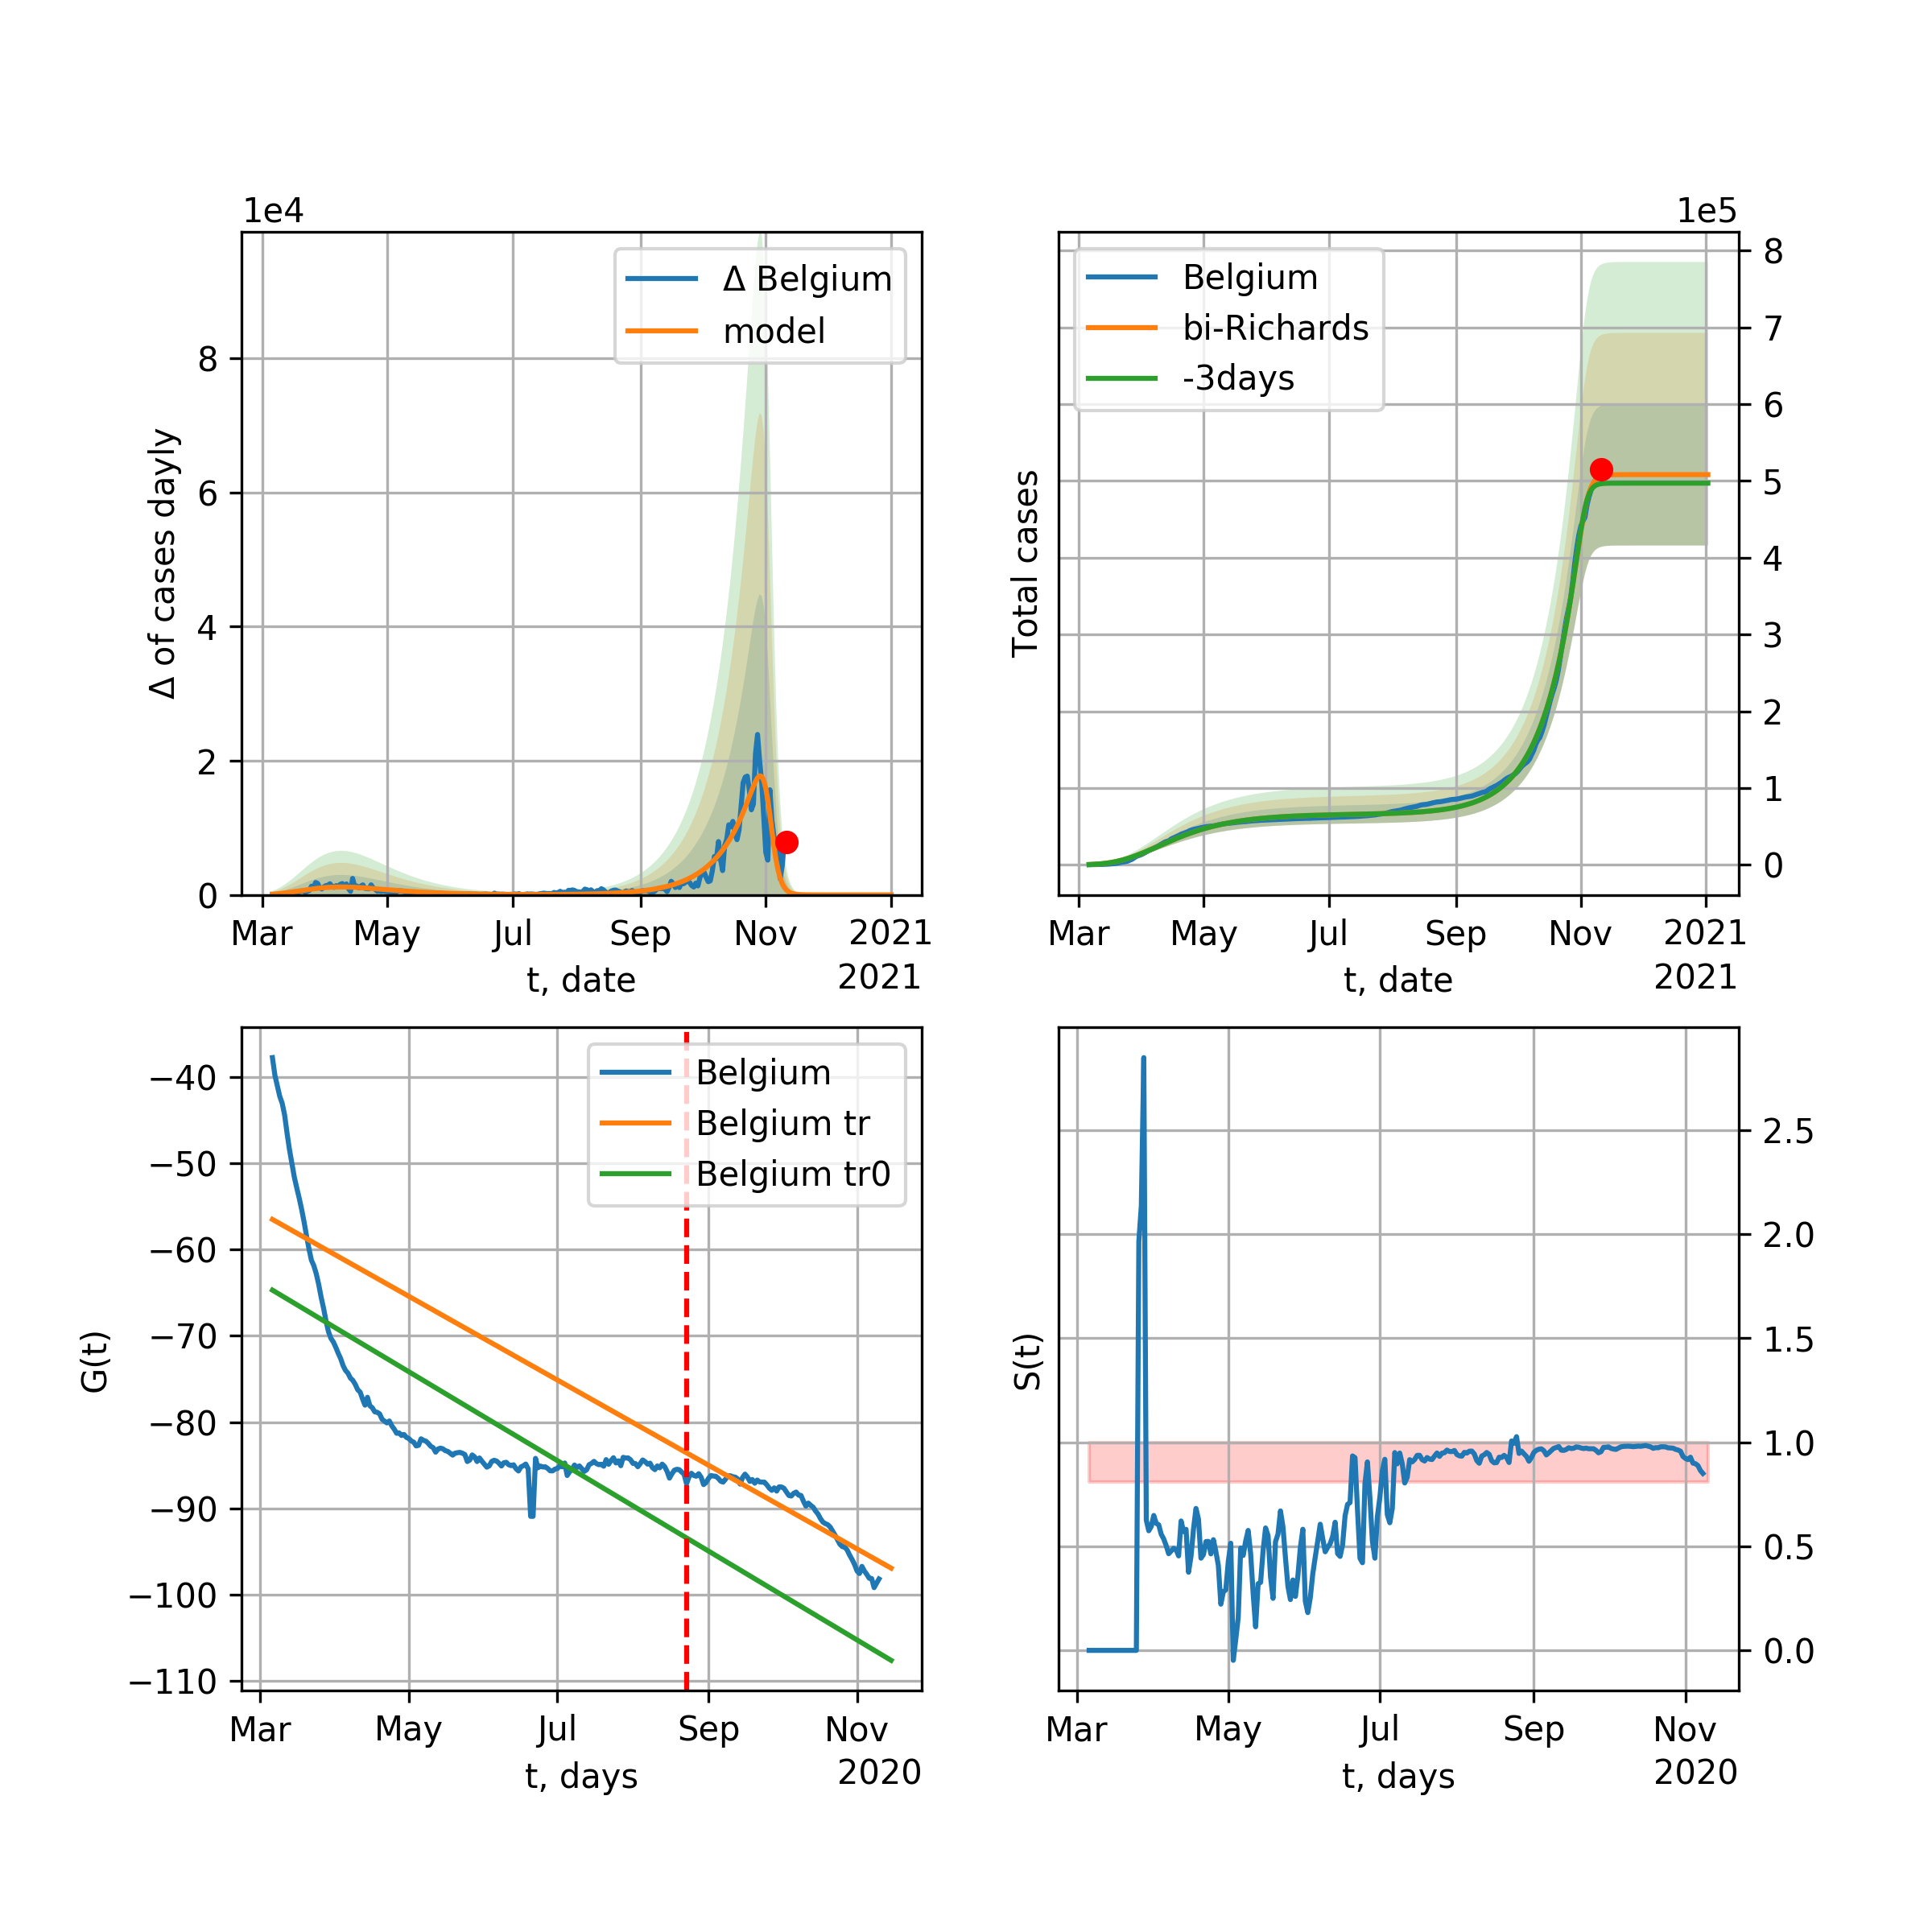 1e4
Δ Belgium
model
8
6
4
2
0
Δ of cases dayly
Mar May Jul Sep Nov 2021
t, date 2021
1e5
Belgium
bi-Richards
-3days
8
7
6
5
4
3
2
1
0
Total cases
Mar May Jul Sep Nov 2021
t, date 2021
Belgium
Belgium tr
Belgium tr0
−40
−50
−60
−70
−80
−90
−100
−110
G(t)
Mar May Jul Sep Nov
t, days 2020
2.5
2.0
1.5
1.0
0.5
0.0
S(t)
Mar May Jul Sep Nov
t, days 2020